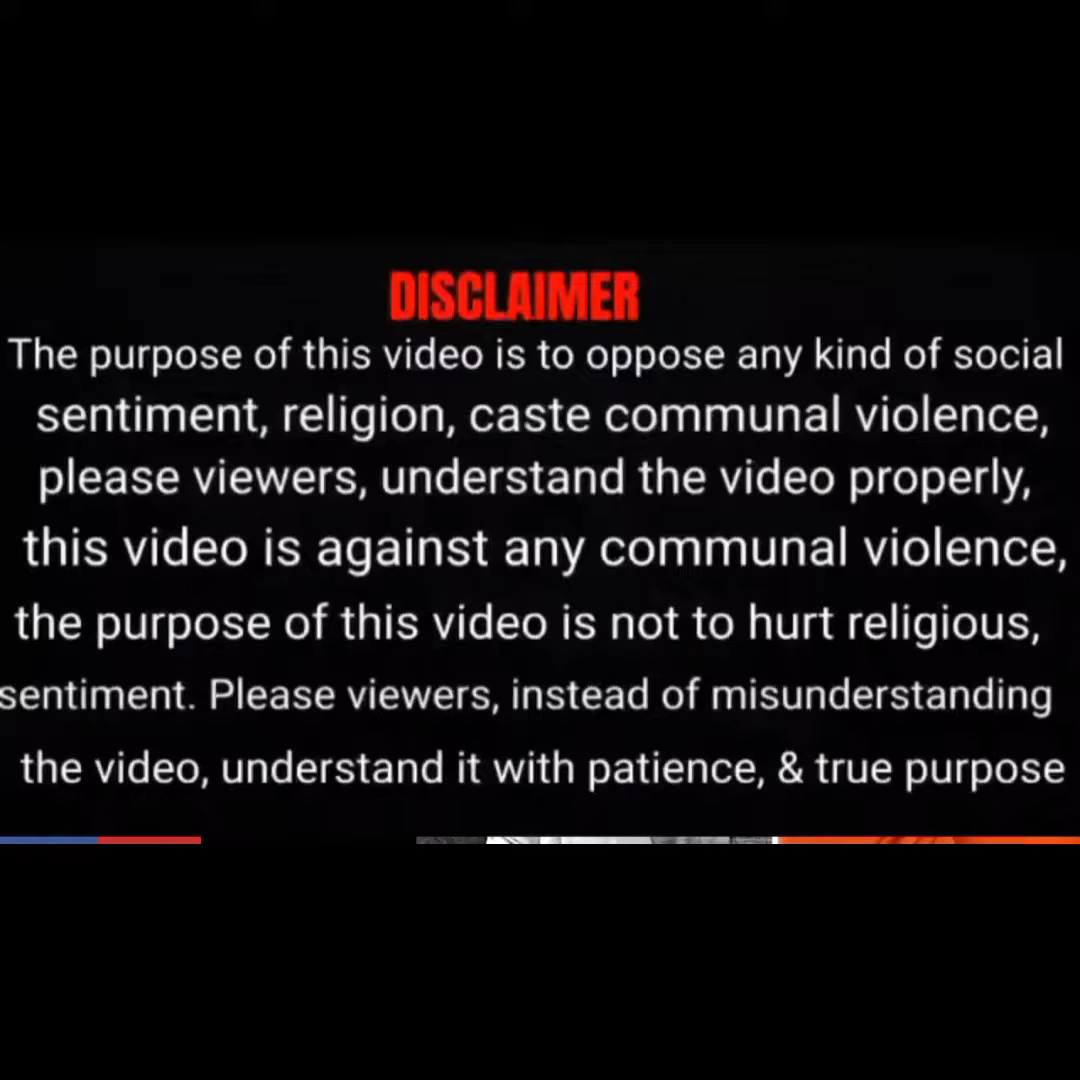 DISCLAIMER
The purpose of this video is to oppose any kind of social
sentiment, religion, caste communal violence,
please viewers, understand the video properly,
this video is against any communal violence,
the purpose of this video is not to hurt religious,
sentiment. Please viewers, instead of misunderstanding
the video, understand it with patience, & true purpose